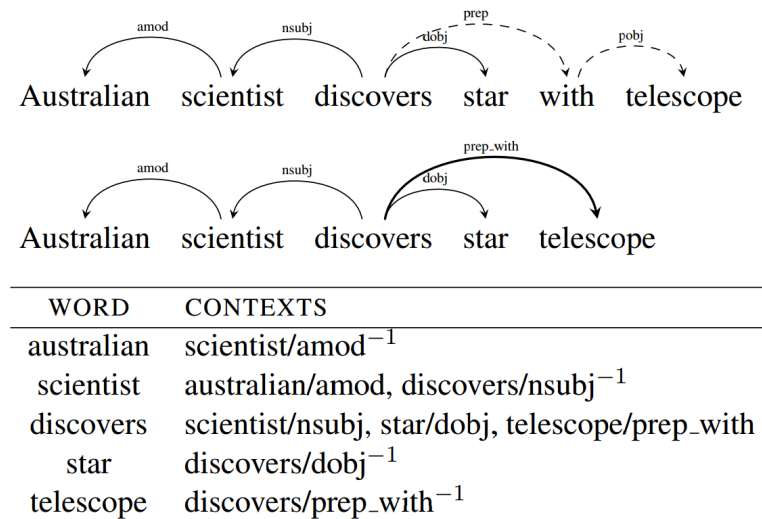 prep
amod nsubj dobj pobj
Australian scientist discovers star with telescope
prep_with
amod nsubj dobj
Australian scientist discovers star telescope
WORD CONTEXTS
australian scientist/amod⁻¹
scientist australian/amod, discovers/nsubj⁻¹
discovers scientist/nsubj, star/dobj, telescope/prep_with
star discovers/dobj⁻¹
telescope discovers/prep_with⁻¹